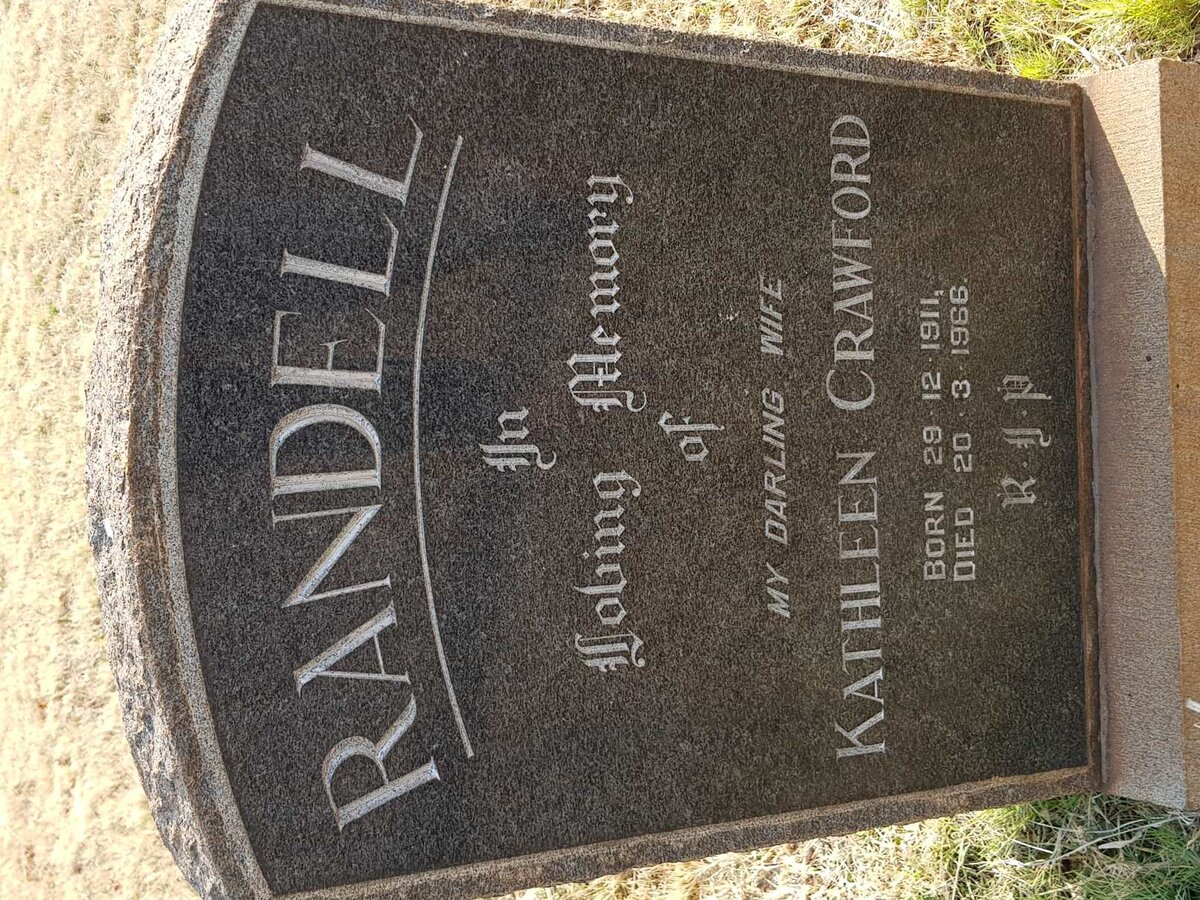 RANDELL
In
Loving Memory
of
MY DARLING WIFE
KATHLEEN CRAWFORD
BORN 29·12·1911,
DIED 20·3·1966.
R·I·P